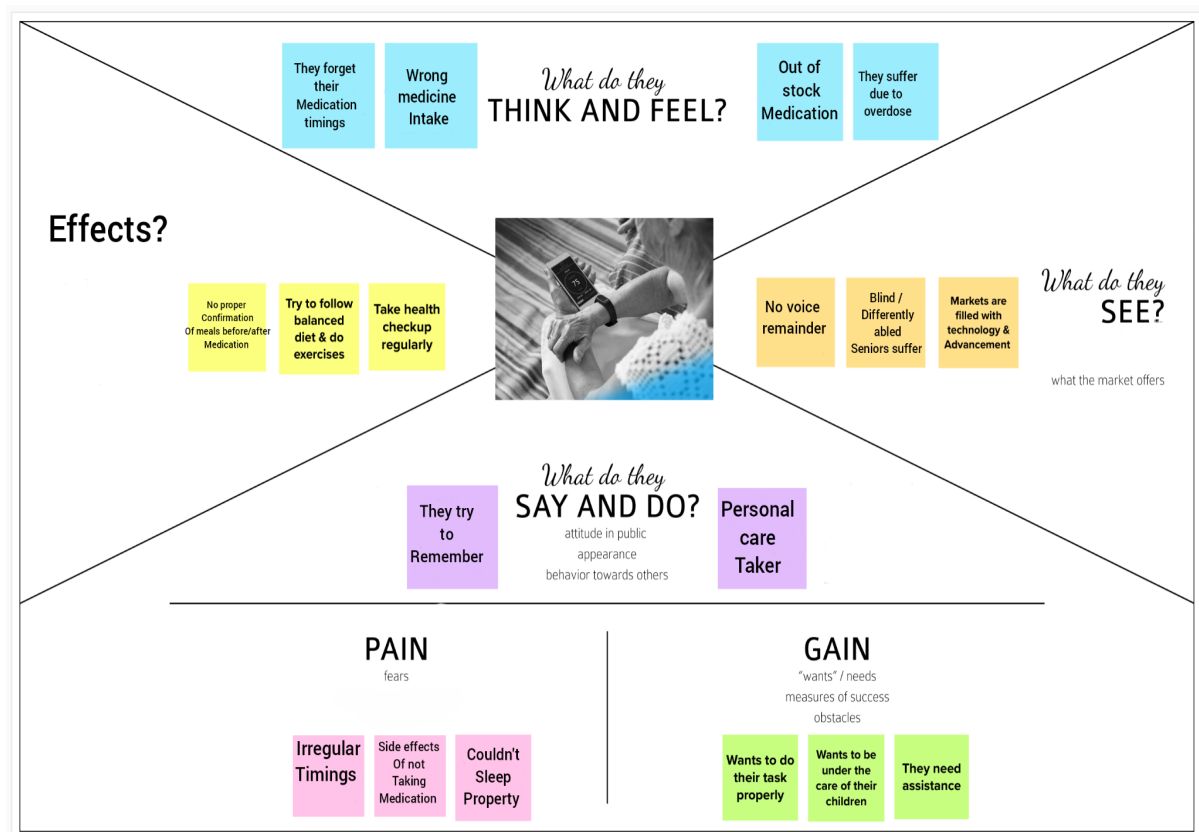 They forget
their
Medication
timings
Wrong
medicine
Intake
What do they
THINK AND FEEL?
Out of
stock
Medication
They suffer
due to
overdose
Effects?
No proper
Confirmation
Of meals before/after
Medication
Try to follow
balanced
diet & do
exercises
Take health
checkup
regularly
75
No voice
remainder
Blind /
Differently
abled
Seniors suffer
Markets are
filled with
technology &
Advancement
What do they
SEE?
what the market offers
They try
to
Remember
What do they
SAY AND DO?
attitude in public
appearance
behavior towards others
Personal
care
Taker
PAIN
fears
Irregular
Timings
Side effects
Of not
Taking
Medication
Couldn't
Sleep
Property
GAIN
"wants" / needs
measures of success
obstacles
Wants to do
their task
properly
Wants to be
under the
care of their
children
They need
assistance